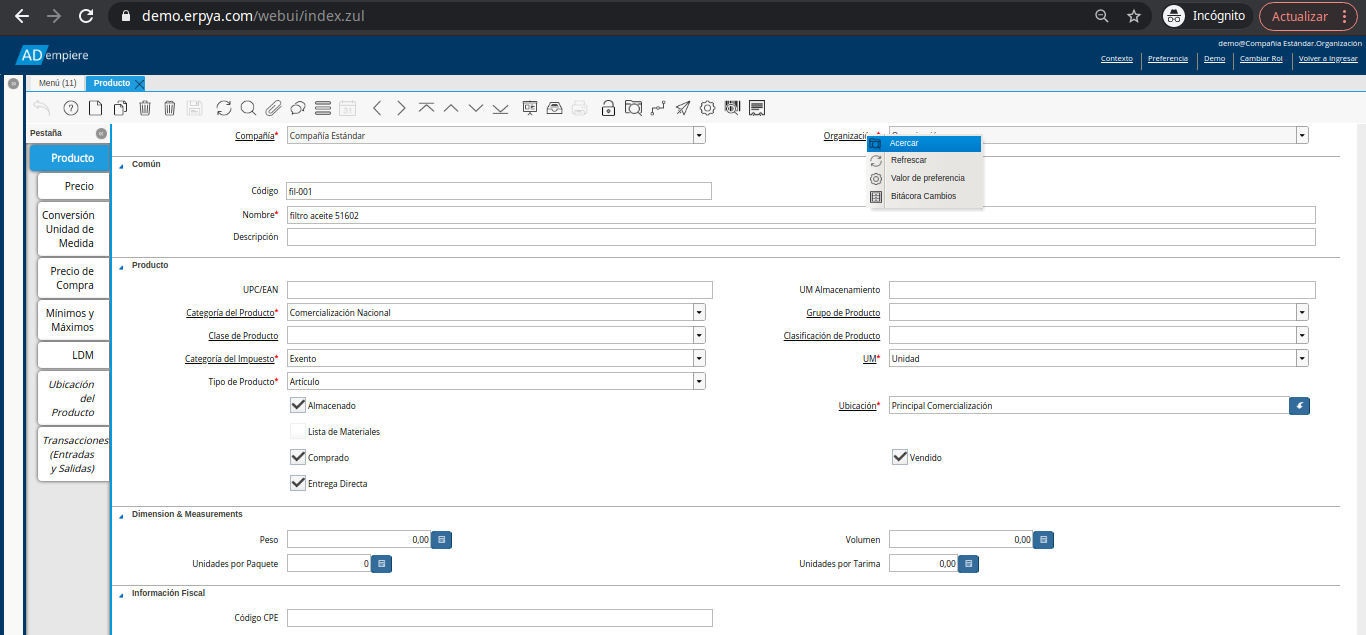 demo.erpya.com/webui/index.zul
Incógnito
Actualizar
ADempiere
demo@Compañia Estándar.Organización
Contexto
Preferencia
Demo
Cambiar Rol
Volver a Ingresar
Menú (11)
Producto
31
Pestaña
Producto
Precio
Conversión
Unidad de
Medida
Precio de
Compra
Mínimos y
Máximos
LDM
Ubicación
del
Producto
Transacciones
(Entradas
y Salidas)
Compañía* Compañía Estándar
Organización*
Acercar
Refrescar
Valor de preferencia
Bitácora Cambios
Común
Código fil-001
Nombre* filtro aceite 51602
Descripción
Producto
UPC/EAN UM Almacenamiento
Categoría del Producto* Comercialización Nacional Grupo de Producto
Clase de Producto Clasificación de Producto
Categoría del Impuesto* Exento UM* Unidad
Tipo de Producto* Artículo
Almacenado Ubicación* Principal Comercialización
Lista de Materiales
Comprado Vendido
Entrega Directa
Dimension & Measurements
Peso 0,00 Volumen 0,00
Unidades por Paquete 0 Unidades por Tarima 0,00
Información Fiscal
Código CPE